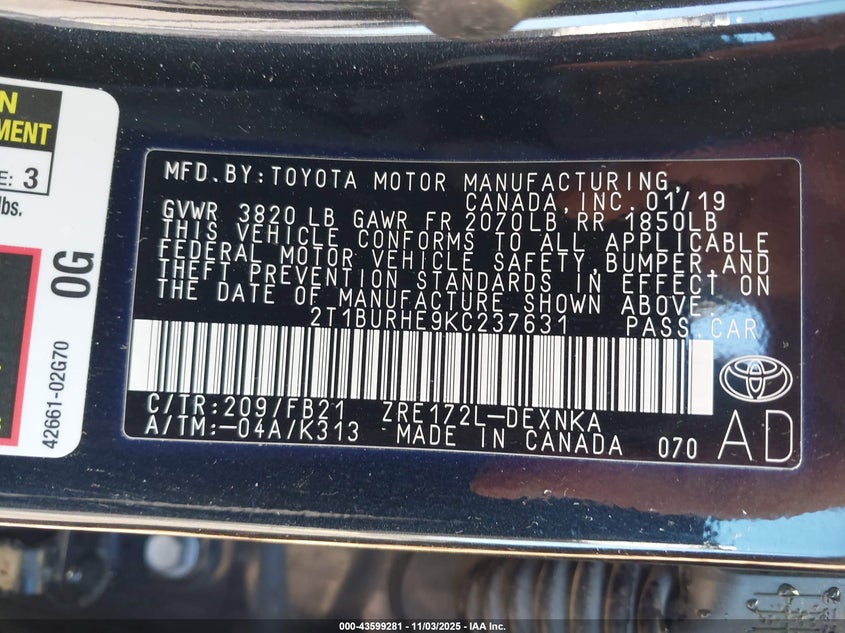 N
MENT
E: 3
lbs.
0G
42661-02G70
MFD.BY:TOYOTA MOTOR MANUFACTURING,
CANADA,INC. 01/19
GVWR 3820 LB GAWR FR 2070LB RR 1850LB
THIS VEHICLE CONFORMS TO ALL APPLICABLE
FEDERAL MOTOR VEHICLE SAFETY,BUMPER,AND
THEFT PREVENTION STANDARDS IN EFFECT ON
THE DATE OF MANUFACTURE SHOWN ABOVE.
2T1BURHE9KC237631 PASS.CAR
C/TR:209/FB21 ZRE172L-DEXNKA
A/TM:-04A/K313 MADE IN CANADA 070 AD
000-43599281 - 11/03/2025 - IAA Inc.